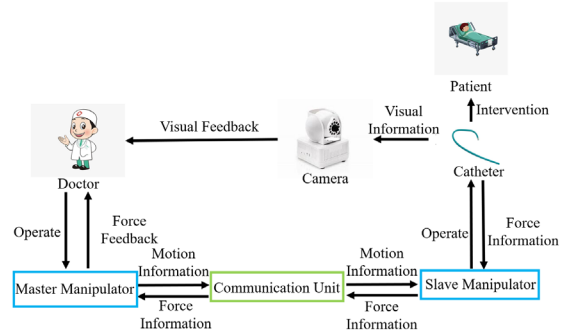 Patient
Intervention
Visual
Information
Visual Feedback
Doctor
Camera
Catheter
Operate
Force
Feedback
Operate
Force
Information
Motion
Information
Motion
Information
Master Manipulator
Communication Unit
Slave Manipulator
Force
Information
Force
Information